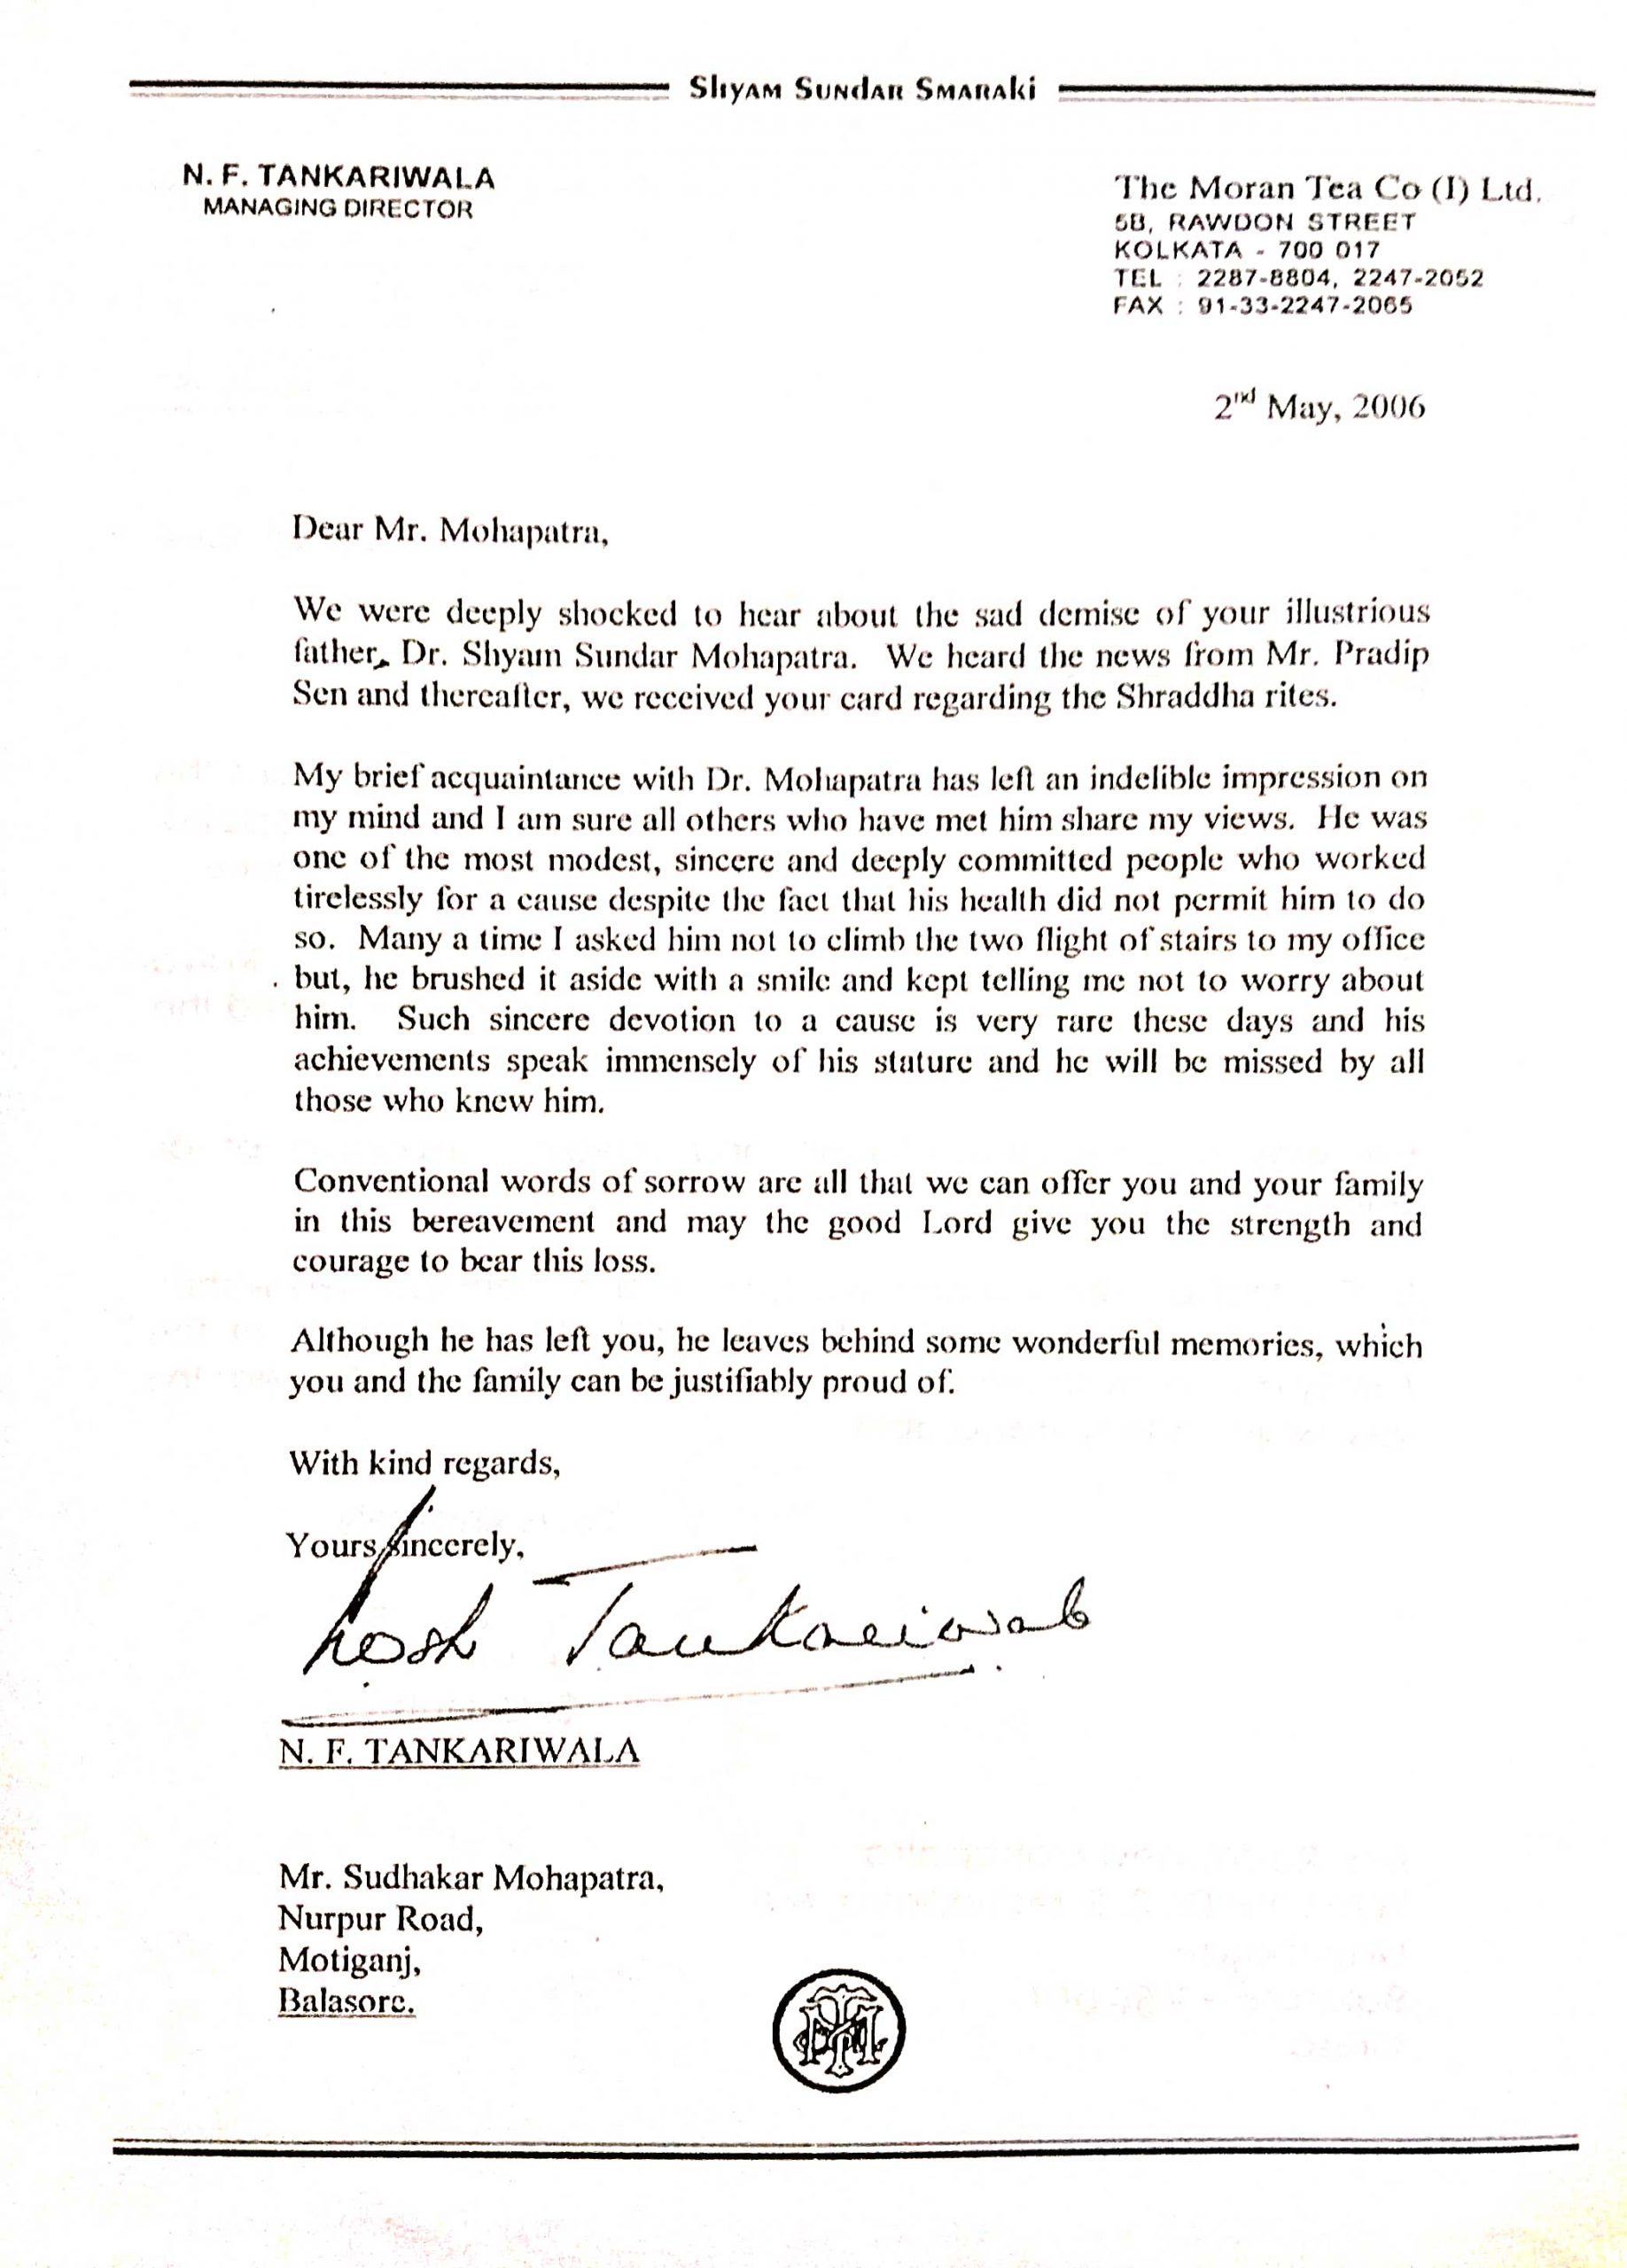 Shyam Sundar Smaraki
N. F. TANKARIWALA
MANAGING DIRECTOR
The Moran Tea Co (I) Ltd.
5B, RAWDON STREET
KOLKATA - 700 017
TEL : 2287-8804, 2247-2052
FAX : 91-33-2247-2065
2nd May, 2006
Dear Mr. Mohapatra,
We were deeply shocked to hear about the sad demise of your illustrious
father, Dr. Shyam Sundar Mohapatra. We heard the news from Mr. Pradip
Sen and thereafter, we received your card regarding the Shraddha rites.
My brief acquaintance with Dr. Mohapatra has left an indelible impression on
my mind and I am sure all others who have met him share my views. He was
one of the most modest, sincere and deeply committed people who worked
tirelessly for a cause despite the fact that his health did not permit him to do
so. Many a time I asked him not to climb the two flight of stairs to my office
but, he brushed it aside with a smile and kept telling me not to worry about
him. Such sincere devotion to a cause is very rare these days and his
achievements speak immensely of his stature and he will be missed by all
those who knew him.
Conventional words of sorrow are all that we can offer you and your family
in this bereavement and may the good Lord give you the strength and
courage to bear this loss.
Although he has left you, he leaves behind some wonderful memories, which
you and the family can be justifiably proud of.
With kind regards,
Yours sincerely,
Tankariwala
N. F. TANKARIWALA
Mr. Sudhakar Mohapatra,
Nurpur Road,
Motiganj,
Balasore.